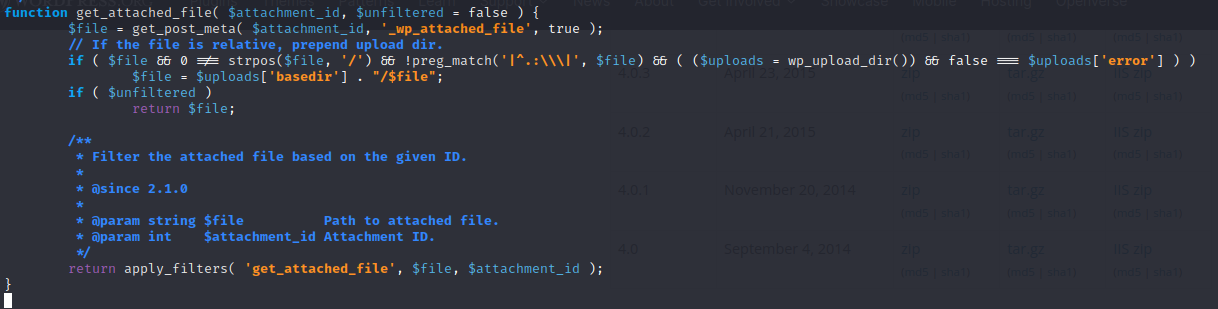 News About Get Involved Showcase Mobile Hosting Openverse
function get_attached_file( $attachment_id, $unfiltered = false ) {
$file = get_post_meta( $attachment_id, '_wp_attached_file', true );
// If the file is relative, prepend upload dir.
if ( $file && 0 !== strpos($file, '/') && !preg_match('|^.:\\\|', $file) && ( ($uploads = wp_upload_dir()) && false === $uploads['error'] ) )
$file = $uploads['basedir'] . "/$file";
if ( $unfiltered )
return $file;
/**
* Filter the attached file based on the given ID.
*
* @since 2.1.0
*
* @param string $file Path to attached file.
* @param int $attachment_id Attachment ID.
*/
return apply_filters( 'get_attached_file', $file, $attachment_id );
}
(md5 | sha1) (md5 | sha1) (md5 | sha1)
4.0.3 April 23, 2015 zip tar.gz IIS zip
(md5 | sha1) (md5 | sha1) (md5 | sha1)
4.0.2 April 21, 2015 zip tar.gz IIS zip
(md5 | sha1) (md5 | sha1) (md5 | sha1)
4.0.1 November 20, 2014 zip tar.gz IIS zip
(md5 | sha1) (md5 | sha1) (md5 | sha1)
4.0 September 4, 2014 zip tar.gz IIS zip
(md5 | sha1) (md5 | sha1) (md5 | sha1)